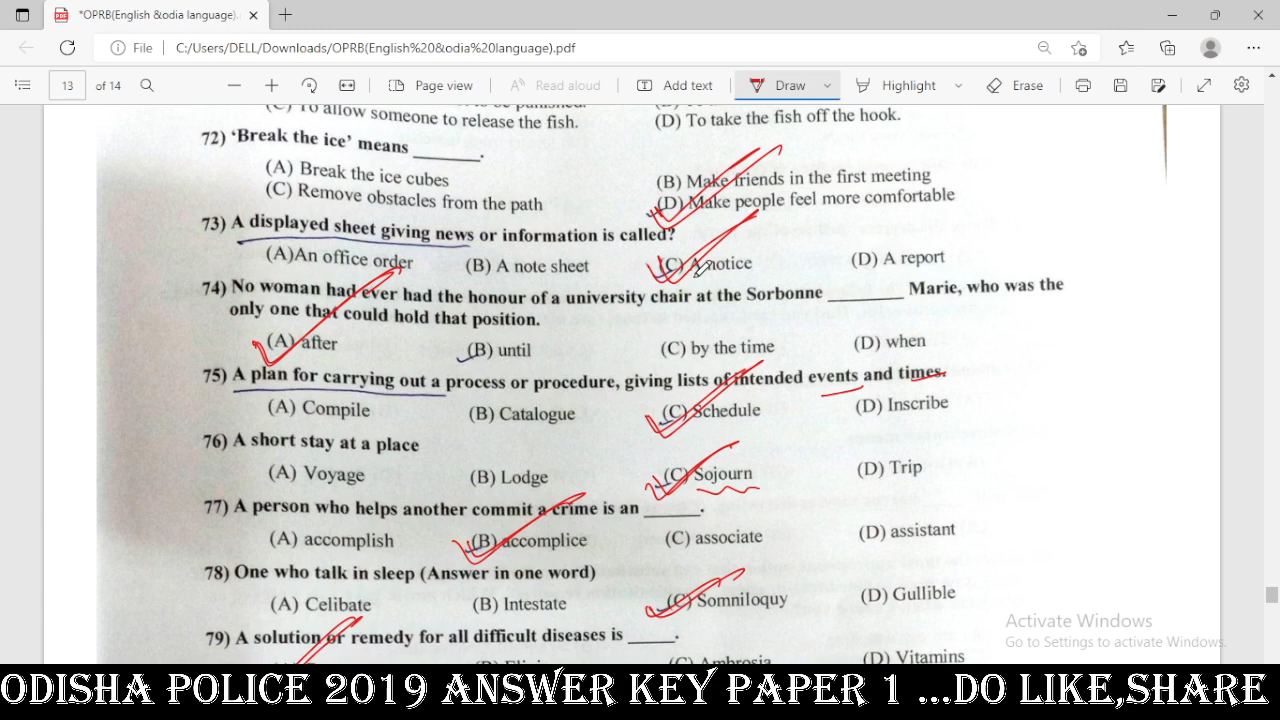 *OPRB(English &odia language).
File C:/Users/DELL/Downloads/OPRB(English%20&odia%20language).pdf
13 of 14 Page view Read aloud Add text Draw Highlight Erase
(C) To allow someone to release the fish.
(D) To take the fish off the hook.
72) 'Break the ice' means ______.
(A) Break the ice cubes
(B) Make friends in the first meeting
(C) Remove obstacles from the path
(D) Make people feel more comfortable
73) A displayed sheet giving news or information is called?
(A)An office order (B) A note sheet (C) A notice (D) A report
74) No woman had ever had the honour of a university chair at the Sorbonne ______ Marie, who was the
only one that could hold that position.
(A) after (B) until (C) by the time (D) when
75) A plan for carrying out a process or procedure, giving lists of intended events and times.
(A) Compile (B) Catalogue (C) Schedule (D) Inscribe
76) A short stay at a place
(A) Voyage (B) Lodge (C) Sojourn (D) Trip
77) A person who helps another commit a crime is an ______.
(A) accomplish (B) accomplice (C) associate (D) assistant
78) One who talk in sleep (Answer in one word)
(A) Celibate (B) Intestate (C) Somniloquy (D) Gullible
79) A solution or remedy for all difficult diseases is ______.
(C) Ambrosia (D) Vitamins
Activate Windows
Go to Settings to activate Windows.
ODISHA POLICE 2019 ANSWER KEY PAPER 1 ...DO LIKE,SHARE